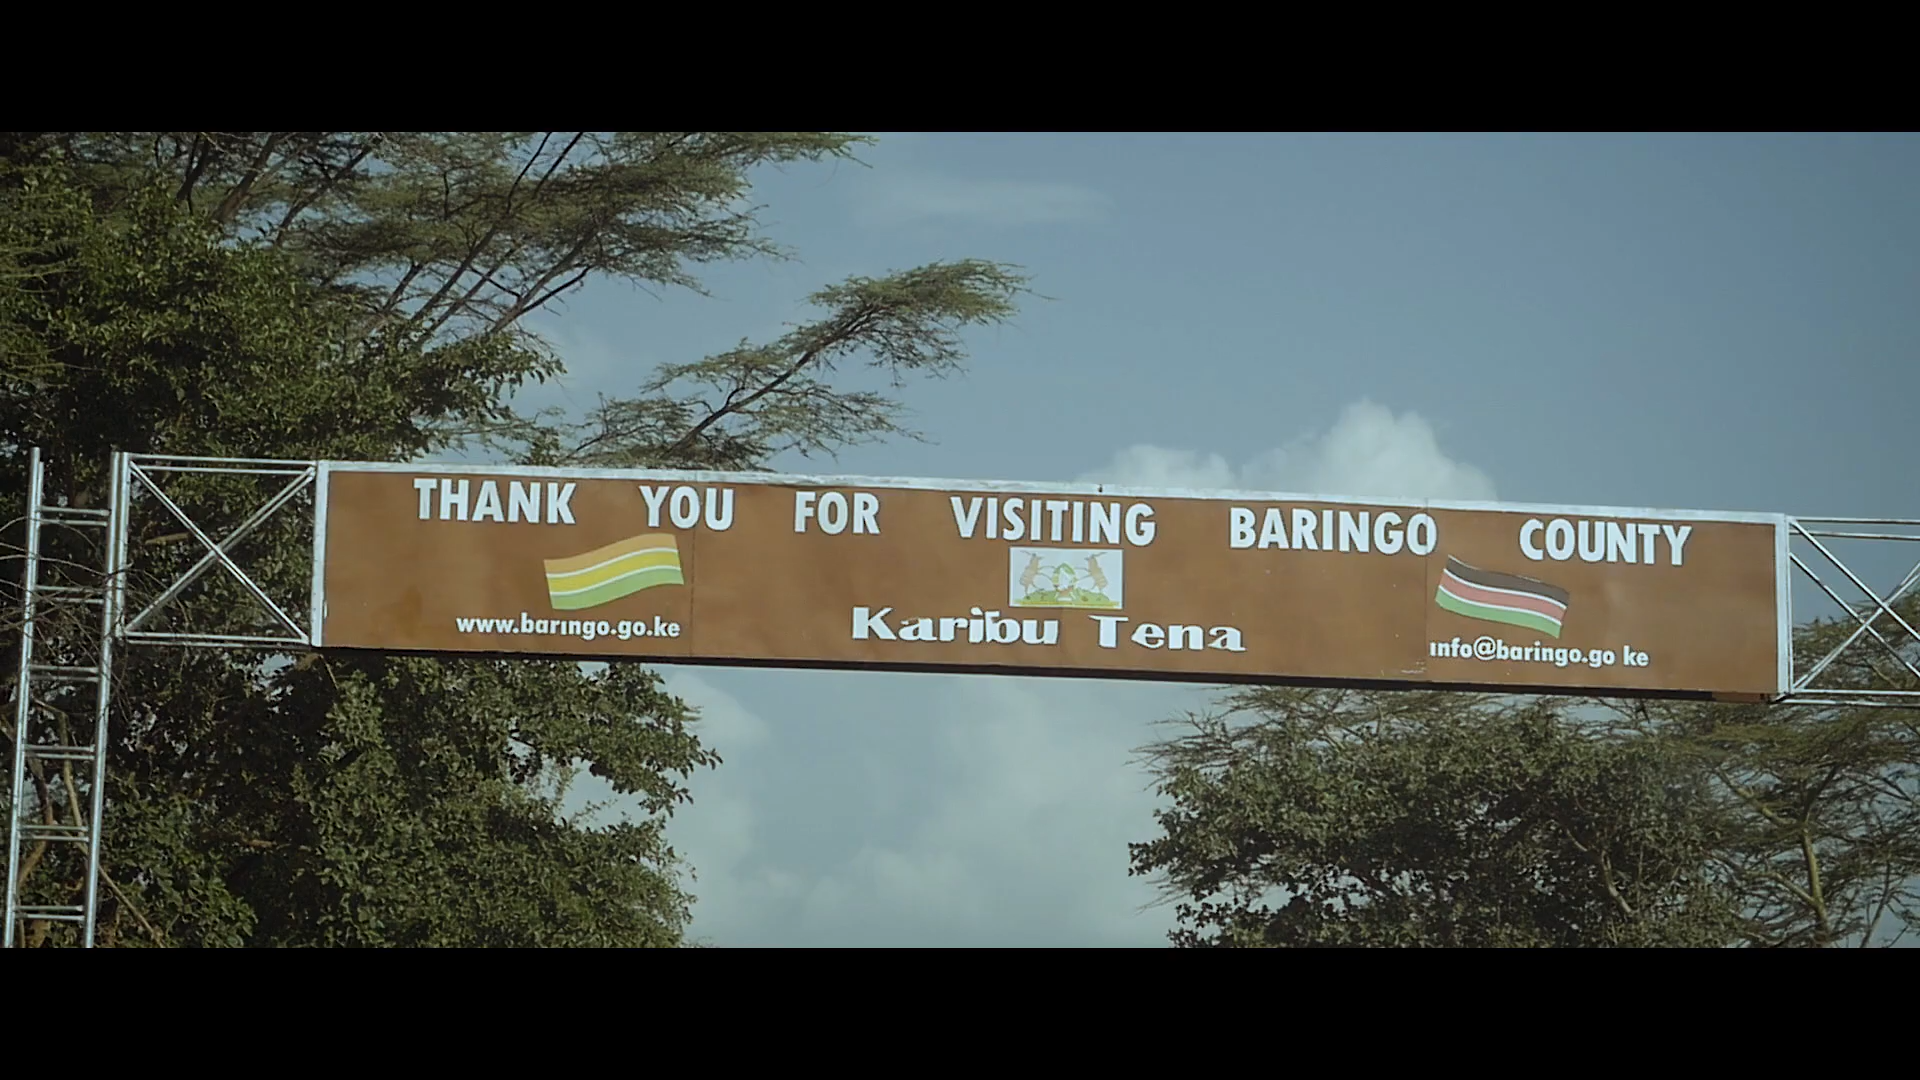 THANK YOU FOR VISITING BARINGO COUNTY
www.baringo.go.ke
Karibu Tena
info@baringo.go ke